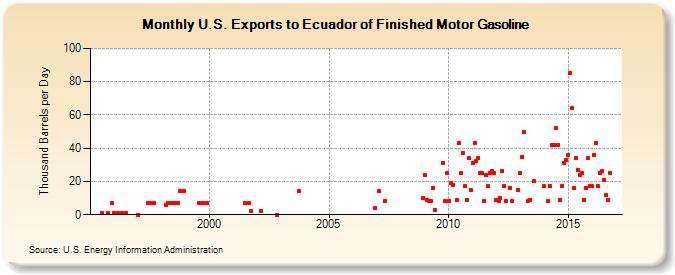 Monthly U.S. Exports to Ecuador of Finished Motor Gasoline
Thousand Barrels per Day
100
80
60
40
20
0
2000 2005 2010 2015
Source: U.S. Energy Information Administration